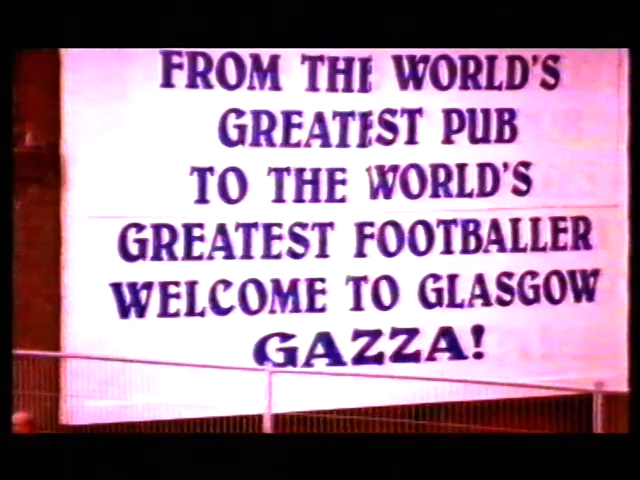 FROM THE WORLD'S
GREATEST PUB
TO THE WORLD'S
GREATEST FOOTBALLER
WELCOME TO GLASGOW
GAZZA!